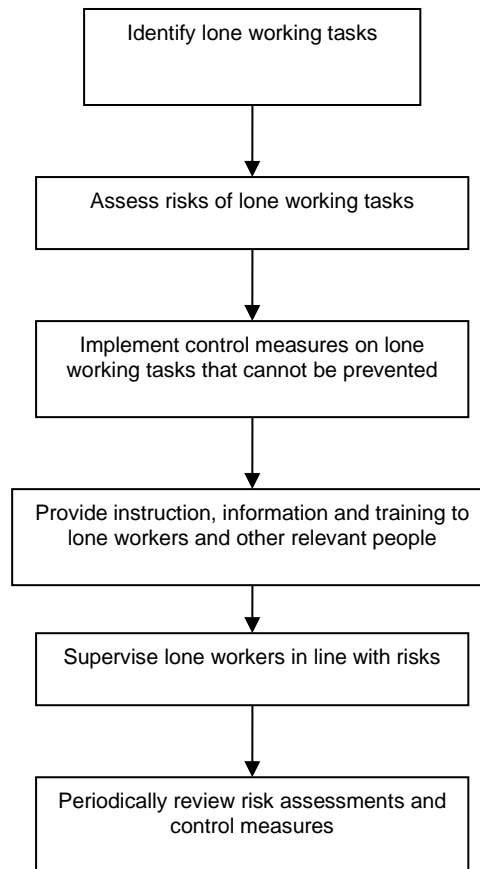 Identify lone working tasks
Assess risks of lone working tasks
Implement control measures on lone
working tasks that cannot be prevented
Provide instruction, information and training to
lone workers and other relevant people
Supervise lone workers in line with risks
Periodically review risk assessments and
control measures